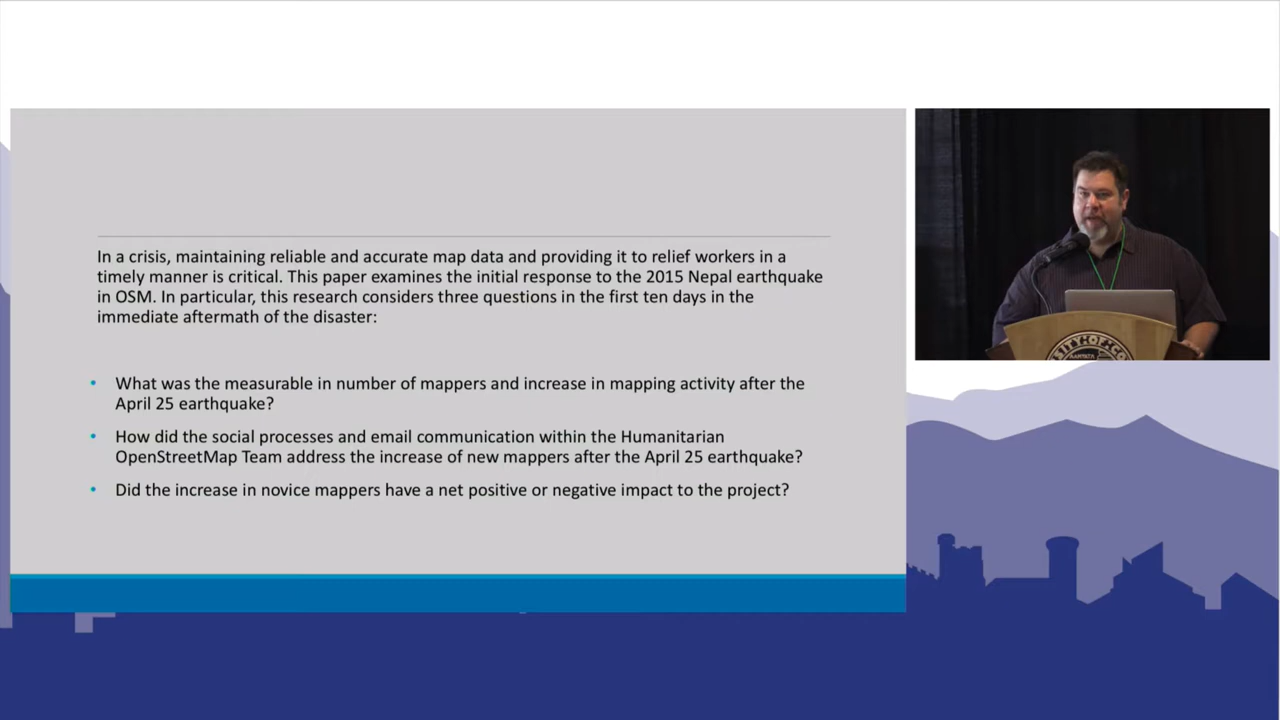 In a crisis, maintaining reliable and accurate map data and providing it to relief workers in a
timely manner is critical. This paper examines the initial response to the 2015 Nepal earthquake
in OSM. In particular, this research considers three questions in the first ten days in the
immediate aftermath of the disaster:
• What was the measurable in number of mappers and increase in mapping activity after the
April 25 earthquake?
• How did the social processes and email communication within the Humanitarian
OpenStreetMap Team address the increase of new mappers after the April 25 earthquake?
• Did the increase in novice mappers have a net positive or negative impact to the project?